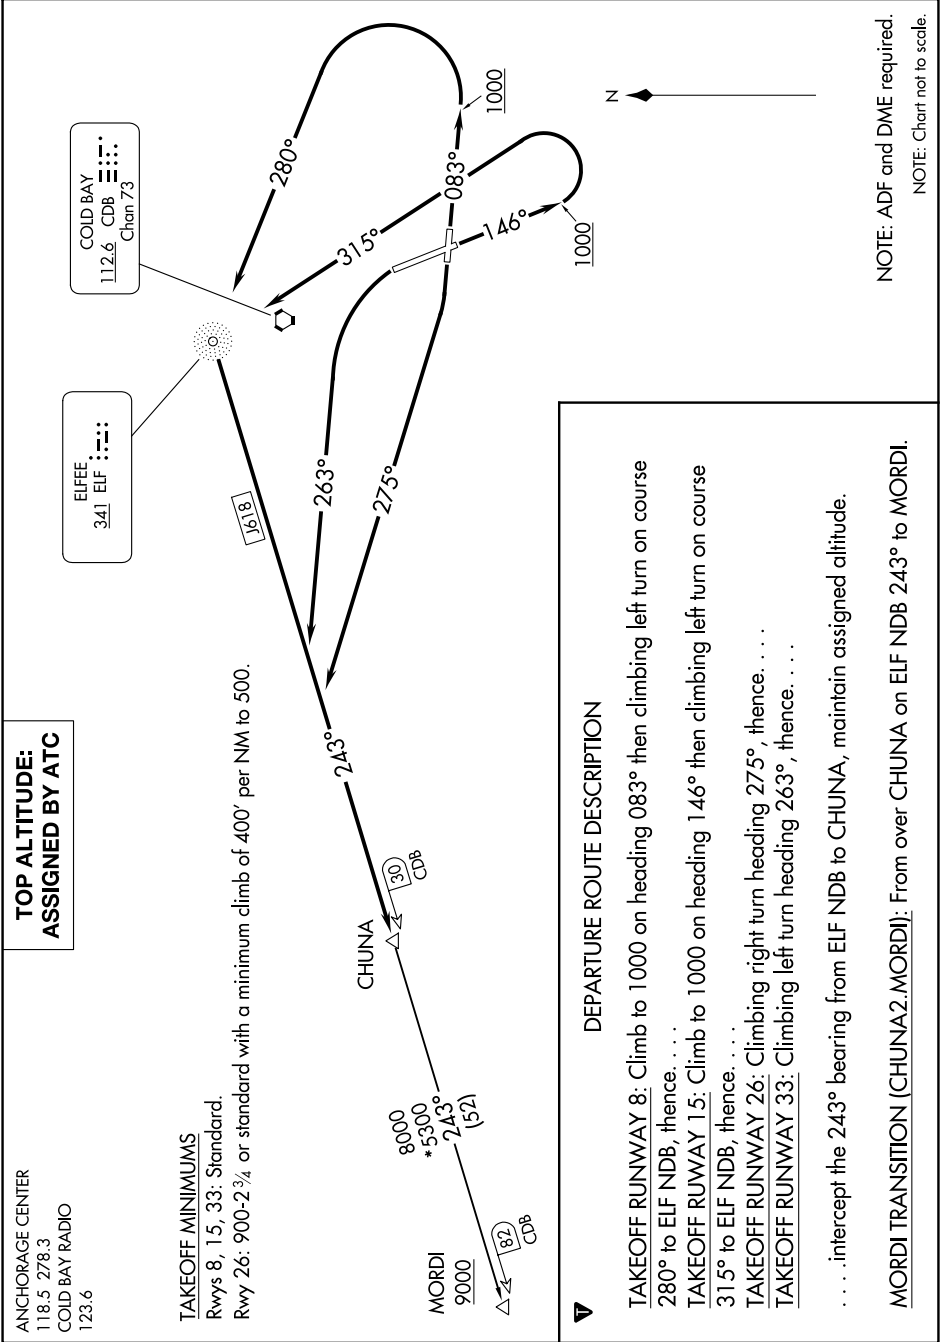 ANCHORAGE CENTER
118.5 278.3
COLD BAY RADIO
123.6
TOP ALTITUDE:
ASSIGNED BY ATC
ELFEE
341 ELF
COLD BAY
112.6 CDB
Chan 73
TAKEOFF MINIMUMS
Rwys 8, 15, 33: Standard.
Rwy 26: 900-2 3/4 or standard with a minimum climb of 400' per NM to 500.
J618
280°
315°
263°
275°
083°
146°
1000
1000
243°
CHUNA
30
CDB
8000
*5300
243°
(52)
MORDI
9000
82
CDB
N
DEPARTURE ROUTE DESCRIPTION
T
TAKEOFF RUNWAY 8: Climb to 1000 on heading 083° then climbing left turn on course
280° to ELF NDB, thence. . . .
TAKEOFF RUWAY 15: Climb to 1000 on heading 146° then climbing left turn on course
315° to ELF NDB, thence. . . .
TAKEOFF RUNWAY 26: Climbing right turn heading 275°, thence. . . .
TAKEOFF RUNWAY 33: Climbing left turn heading 263°, thence. . . .
. . . .intercept the 243° bearing from ELF NDB to CHUNA, maintain assigned altitude.
MORDI TRANSITION (CHUNA2.MORDI): From over CHUNA on ELF NDB 243° to MORDI.
NOTE: ADF and DME required.
NOTE: Chart not to scale.